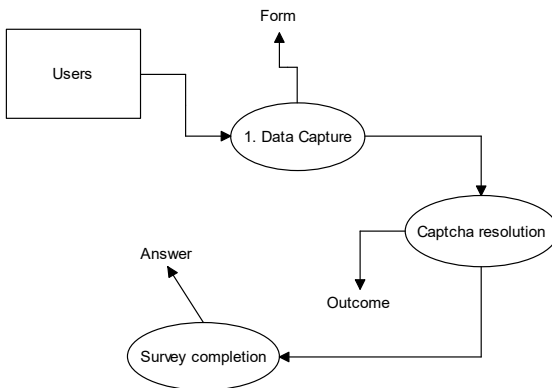 Form
Users
1. Data Capture
Captcha resolution
Answer
Outcome
Survey completion